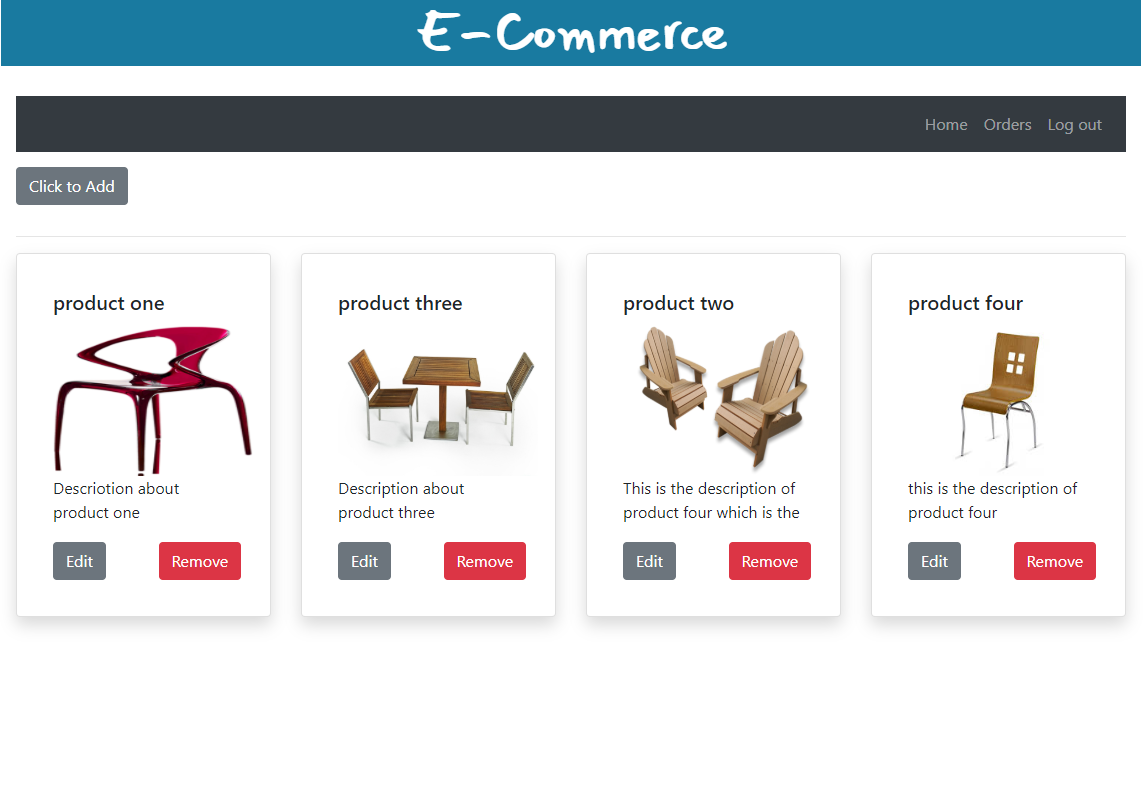 E-Commerce
Home Orders Log out
Click to Add
product one
Descriotion about
product one
Edit Remove
product three
Description about
product three
Edit Remove
product two
This is the description of
product four which is the
Edit Remove
product four
this is the description of
product four
Edit Remove